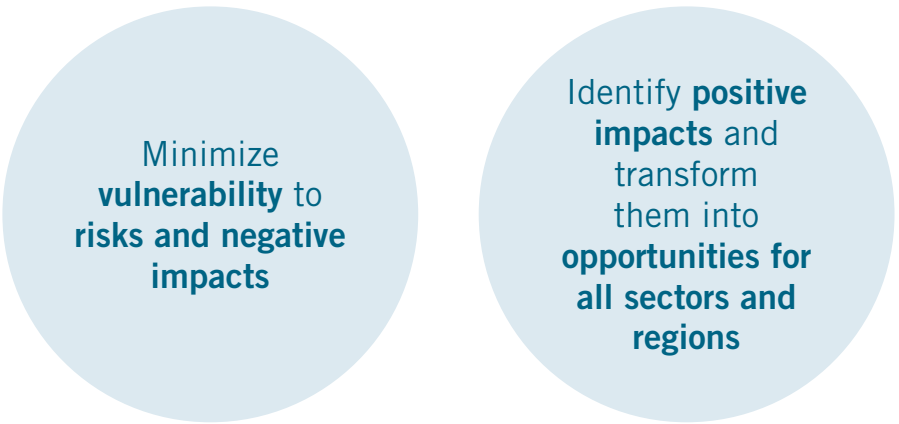 Minimize
vulnerability to
risks and negative
impacts
Identify positive
impacts and
transform
them into
opportunities for
all sectors and
regions